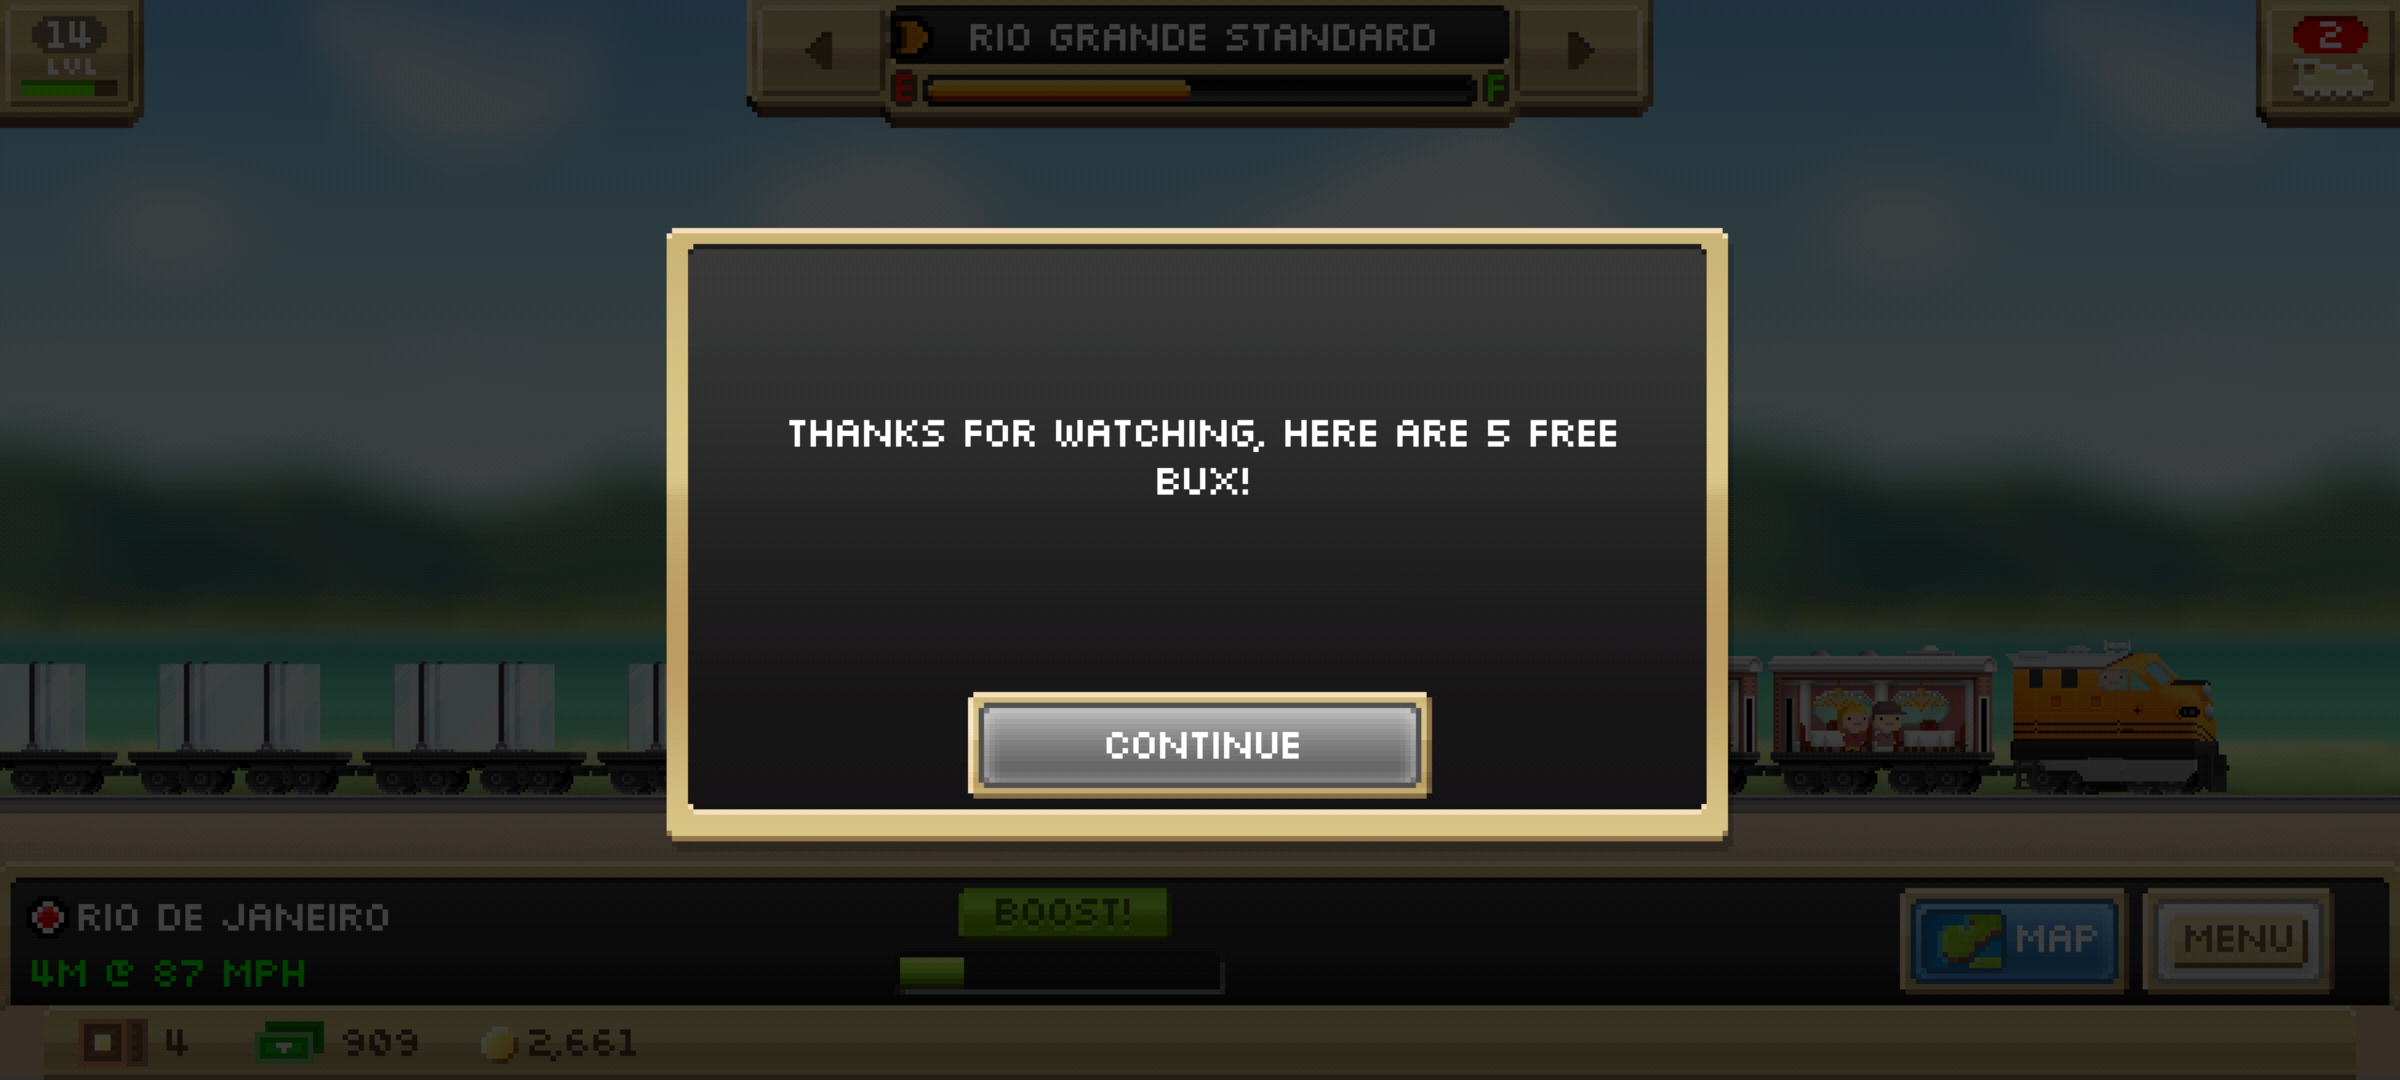 14
LVL
RIO GRANDE STANDARD
E F
2
THANKS FOR WATCHING, HERE ARE 5 FREE
BUX!
CONTINUE
RIO DE JANEIRO
4M @ 87 MPH
BOOST!
MAP
MENU
4 909 2,661